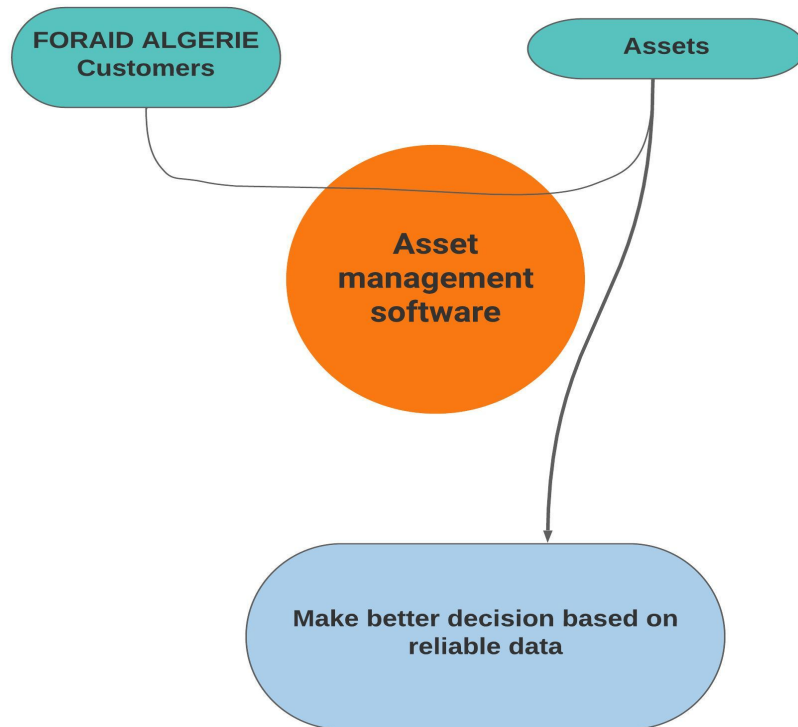 FORAID ALGERIE
Customers
Assets
Asset
management
software
Make better decision based on
reliable data